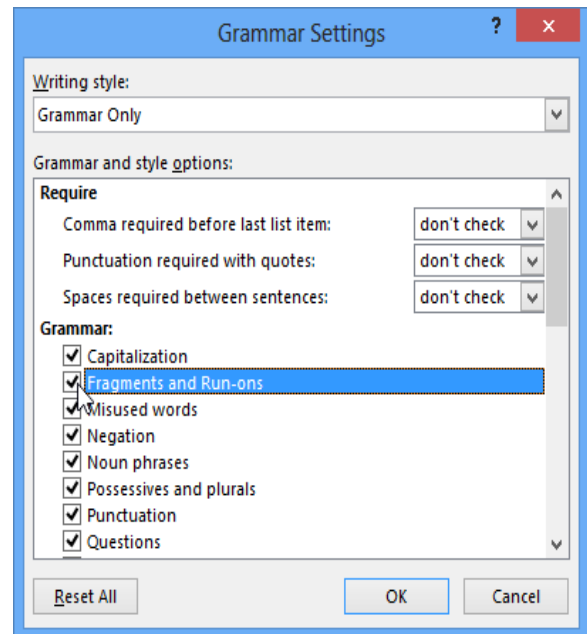 Grammar Settings
?
x
Writing style:
Grammar Only
Grammar and style options:
Require
Comma required before last list item: don't check
Punctuation required with quotes: don't check
Spaces required between sentences: don't check
Grammar:
Capitalization
Fragments and Run-ons
Misused words
Negation
Noun phrases
Possessives and plurals
Punctuation
Questions
Reset All OK Cancel